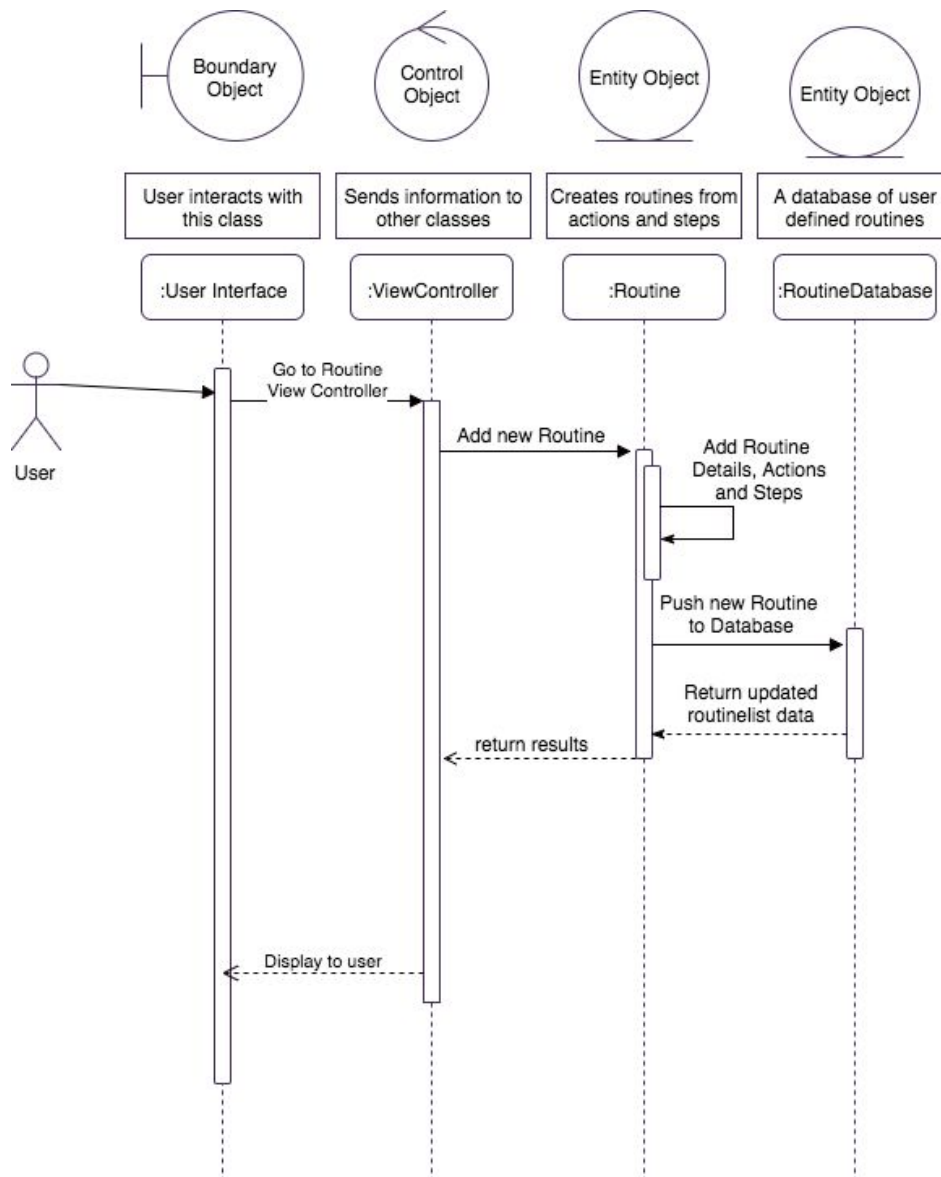 Boundary
Object
Control
Object
Entity Object
Entity Object
User interacts with
this class
Sends information to
other classes
Creates routines from
actions and steps
A database of user
defined routines
:User Interface
:ViewController
:Routine
:RoutineDatabase
User
Go to Routine
View Controller
Add new Routine
Add Routine
Details, Actions
and Steps
Push new Routine
to Database
Return updated
routinelist data
return results
Display to user